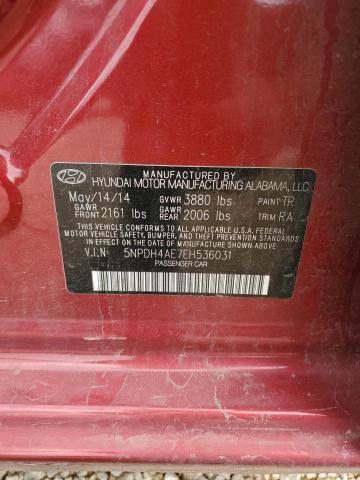 MANUFACTURED BY
HYUNDAI MOTOR MANUFACTURING ALABAMA, LLC
May/14/14 GVWR 3880 lbs PAINT TR
GAWR FRONT 2161 lbs GAWR REAR 2006 lbs TRIM RA
THIS VEHICLE CONFORMS TO ALL APPLICABLE U.S.A FEDERAL
MOTOR VEHICLE SAFETY, BUMPER, AND THEFT PREVENTION
STANDARDS IN EFFECT ON THE DATE OF MANUFACTURE SHOWN ABOVE.
V.I.N: 5NPDH4AE7EH536031
PASSENGER CAR